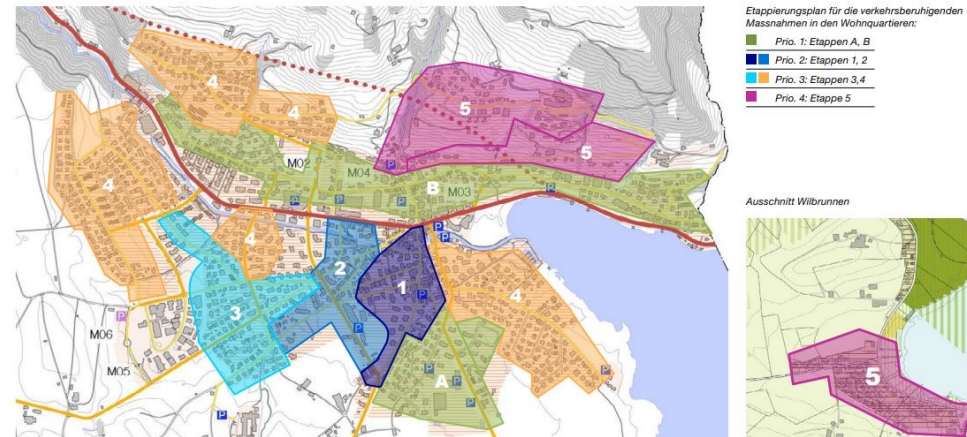 Etappierungsplan für die verkehrsberuhigenden
Massnahmen in den Wohnquartieren:
Prio. 1: Etappen A, B
Prio. 2: Etappen 1, 2
Prio. 3: Etappen 3,4
Prio. 4: Etappe 5
4
4
5
5
M02
M04
P
B
M03
P
P
P
P
4
4
P
P
2
1
P
4
3
P
P
M06
M05
A
P
P
P
P
P
P
Ausschnitt Wilbrunnen
5